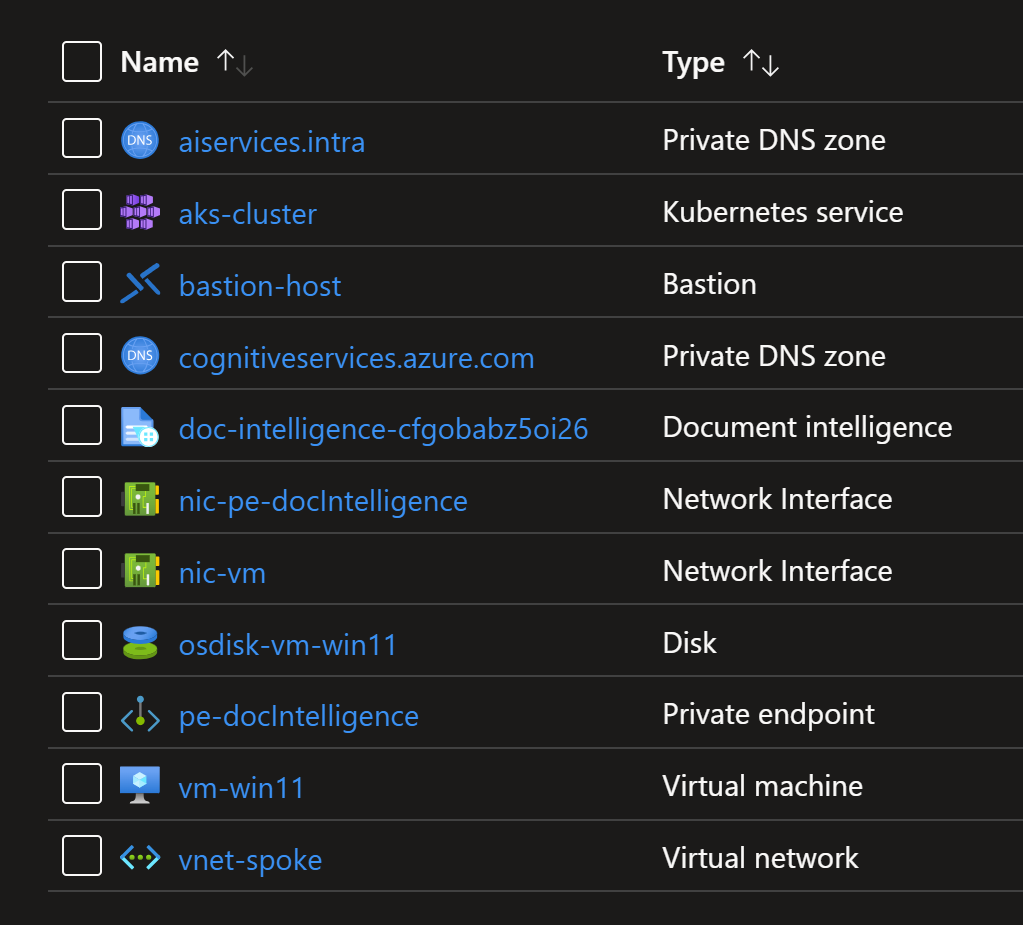 Name ↑↓ Type ↑↓
DNS aiservices.intra Private DNS zone
aks-cluster Kubernetes service
bastion-host Bastion
DNS cognitiveservices.azure.com Private DNS zone
doc-intelligence-cfgobabz5oi26 Document intelligence
nic-pe-docIntelligence Network Interface
nic-vm Network Interface
osdisk-vm-win11 Disk
pe-docIntelligence Private endpoint
vm-win11 Virtual machine
vnet-spoke Virtual network